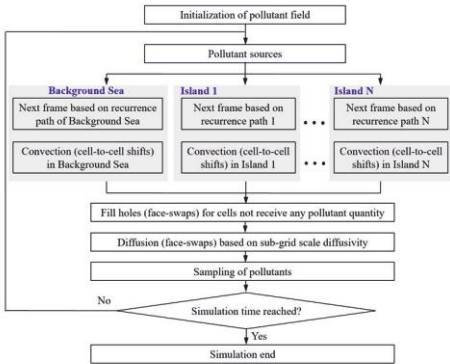 Initialization of pollutant field
Pollutant sources
Background Sea
Next frame based on recurrence
path of Background Sea
Convection (cell-to-cell shifts)
in Background Sea
Island 1
Next frame based on
recurrence path 1
Convection (cell-to-cell
shifts) in Island 1
Island N
Next frame based on
recurrence path N
Convection (cell-to-cell
shifts) in Island N
Fill holes (face-swaps) for cells not receive any pollutant quantity
Diffusion (face-swaps) based on sub-grid scale diffusivity
Sampling of pollutants
No
Simulation time reached?
Yes
Simulation end